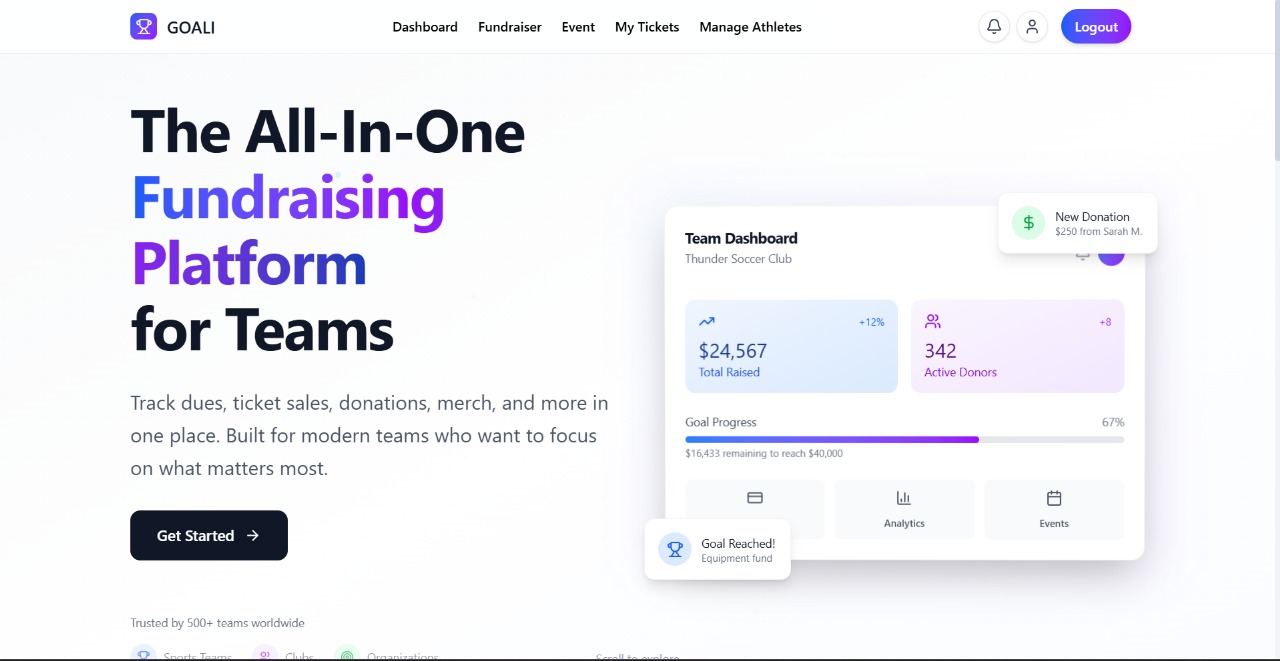 GOALI
Dashboard
Fundraiser
Event
My Tickets
Manage Athletes
Logout
The All-In-One
Fundraising
Platform
for Teams
Track dues, ticket sales, donations, merch, and more in
one place. Built for modern teams who want to focus
on what matters most.
Get Started
Trusted by 500+ teams worldwide
Sports Teams
Clubs
Organizations
Scroll to explore
New Donation
$250 from Sarah M.
Team Dashboard
Thunder Soccer Club
+12%
$24,567
Total Raised
+8
342
Active Donors
Goal Progress
67%
$16,433 remaining to reach $40,000
Analytics
Events
Goal Reached!
Equipment fund